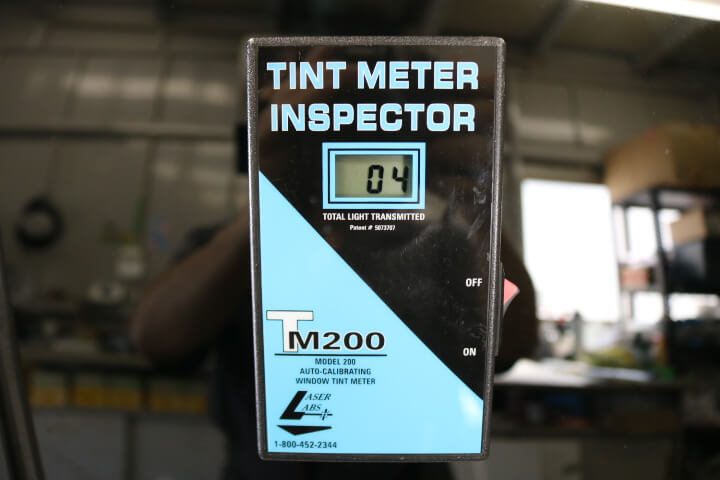 TINT METER
INSPECTOR
04
TOTAL LIGHT TRANSMITTED
Patent # 5073707
OFF
ON
TM200
MODEL 200
AUTO-CALIBRATING
WINDOW TINT METER
LASER
LABS
1-800-452-2344